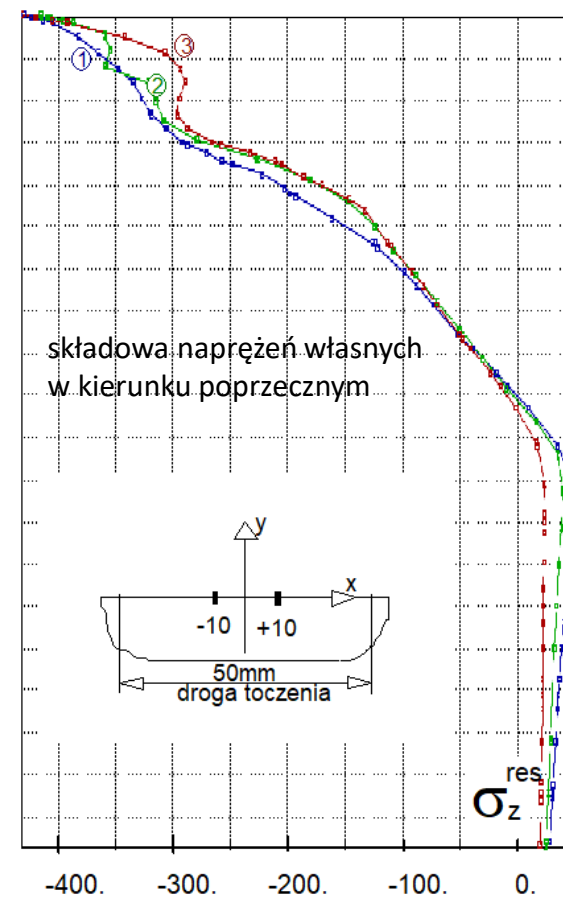 ③
①
②
składowa naprężeń własnych
w kierunku poprzecznym
y
x
-10 +10
50mm
droga toczenia
σz res
-400. -300. -200. -100. 0.